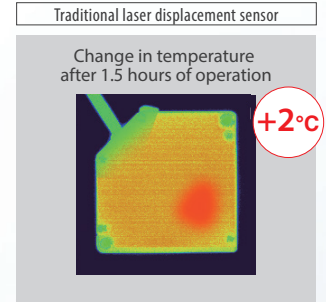 Traditional laser displacement sensor
Change in temperature
after 1.5 hours of operation
+2°C